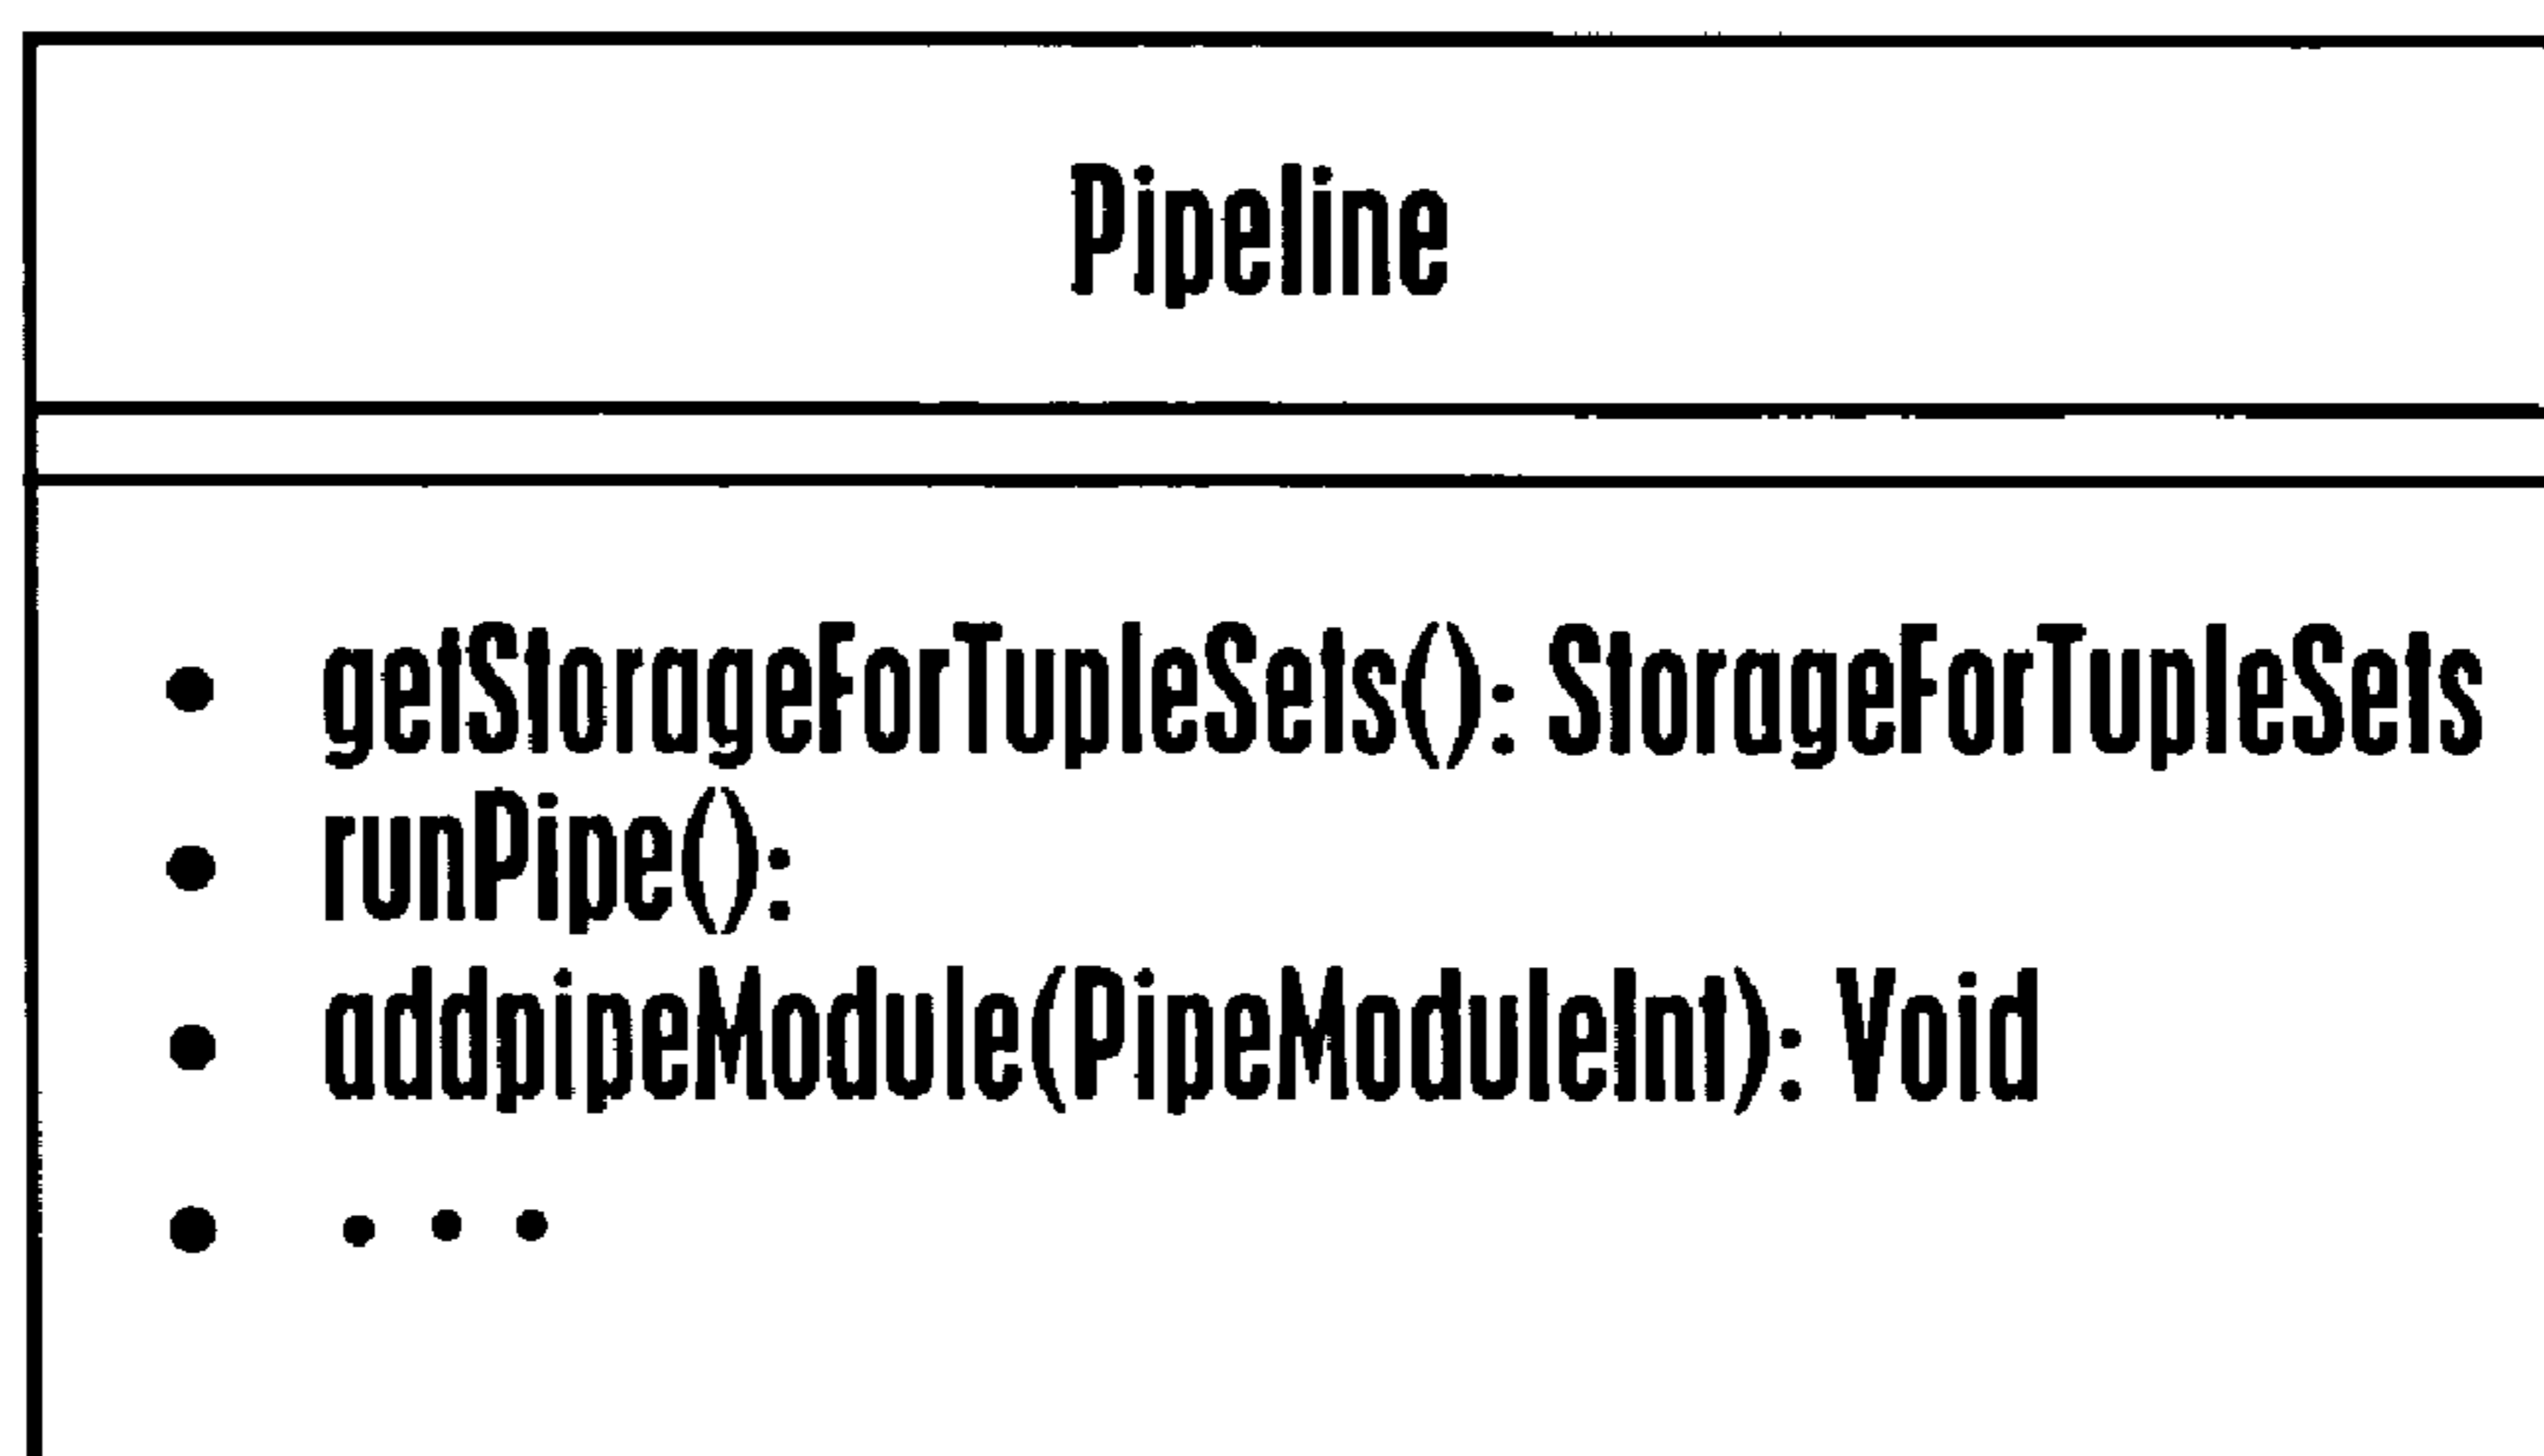 Pipeline
• getStorageForTupleSets(): StorageForTupleSets
• runPipe():
• addpipeModule(PipeModuleInt): Void
• . . .